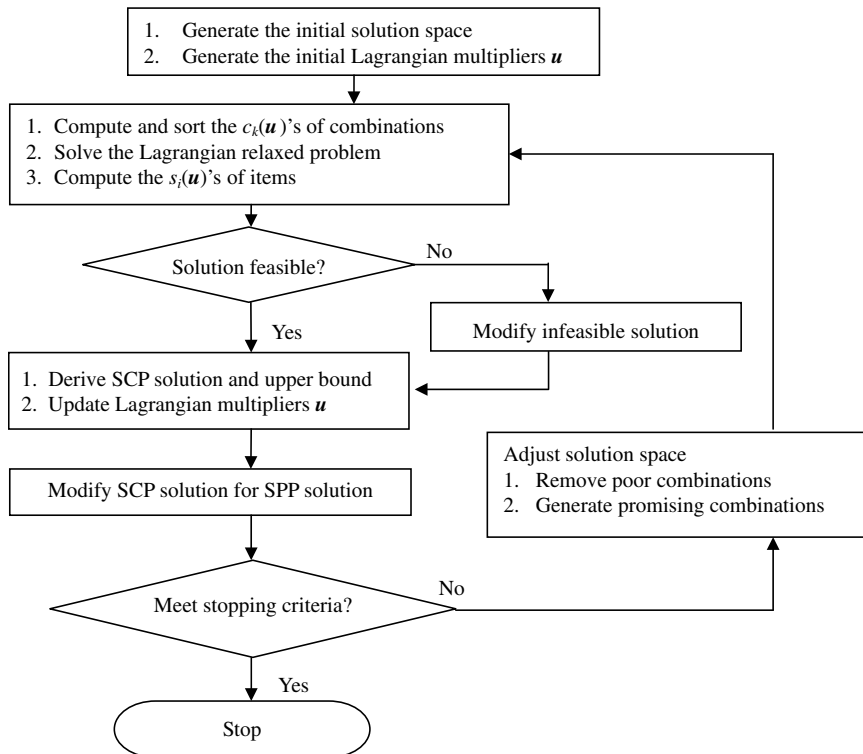 1. Generate the initial solution space
2. Generate the initial Lagrangian multipliers u
1. Compute and sort the cₖ(u)’s of combinations
2. Solve the Lagrangian relaxed problem
3. Compute the sᵢ(u)’s of items
Solution feasible?
No
Yes
Modify infeasible solution
1. Derive SCP solution and upper bound
2. Update Lagrangian multipliers u
Modify SCP solution for SPP solution
Adjust solution space
1. Remove poor combinations
2. Generate promising combinations
Meet stopping criteria?
No
Yes
Stop